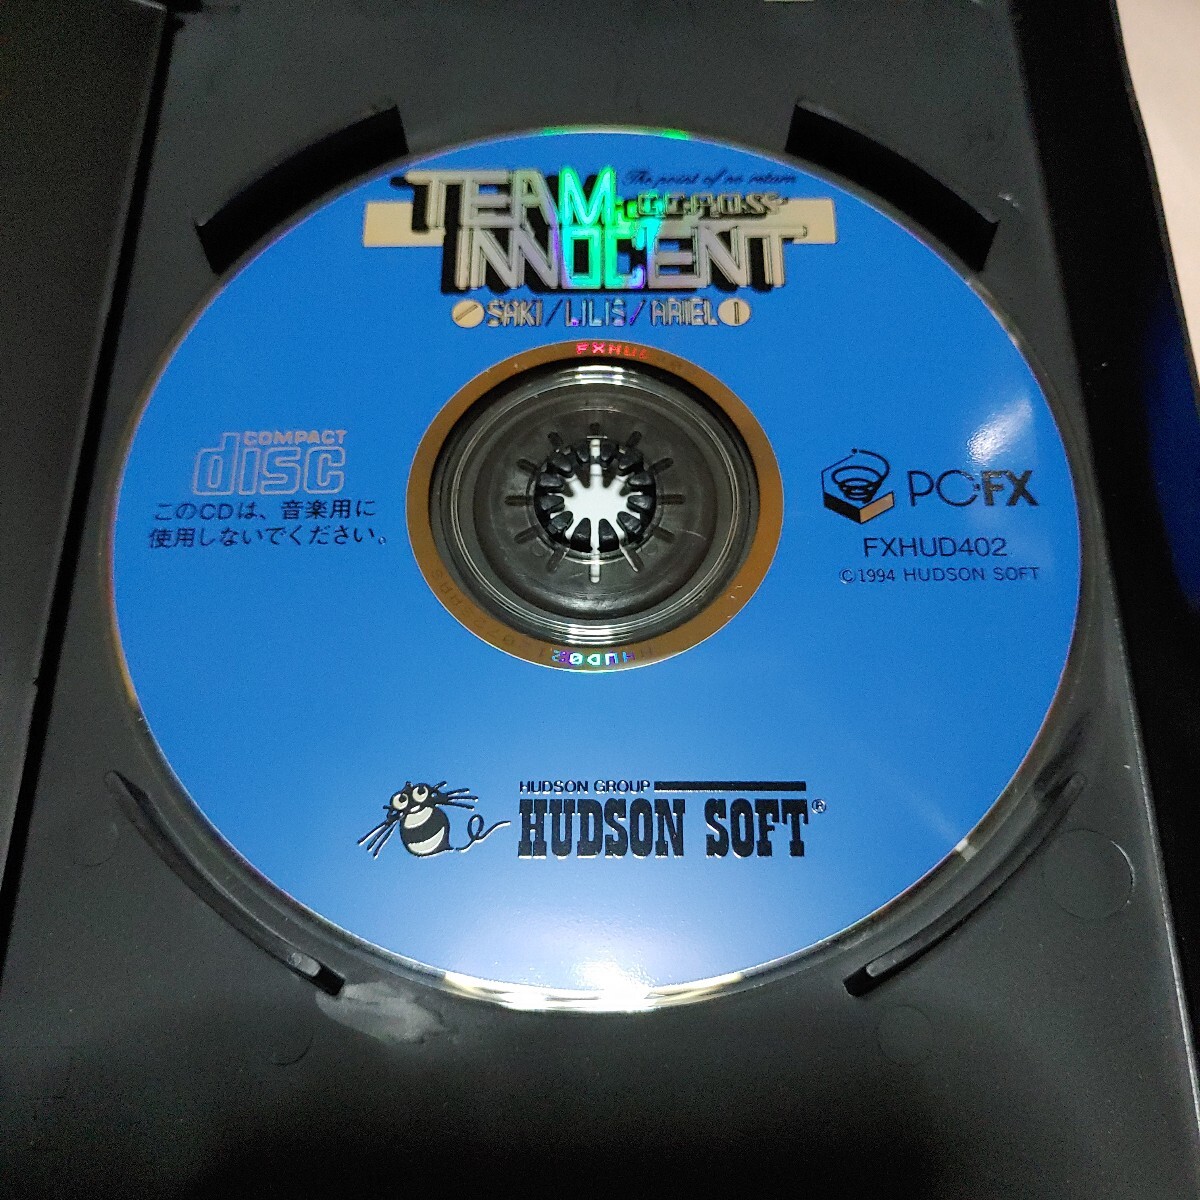 The point of no return
TEAM
G.C.P.O.S.S.
INNOCENT
SAKI/LILIS/ARIEL
FXHU
COMPACT
disc
このCDは、音楽用に
使用しないでください。
PC-FX
FXHUD402
©1994 HUDSON SOFT
HUDSON GROUP
HUDSON SOFT®